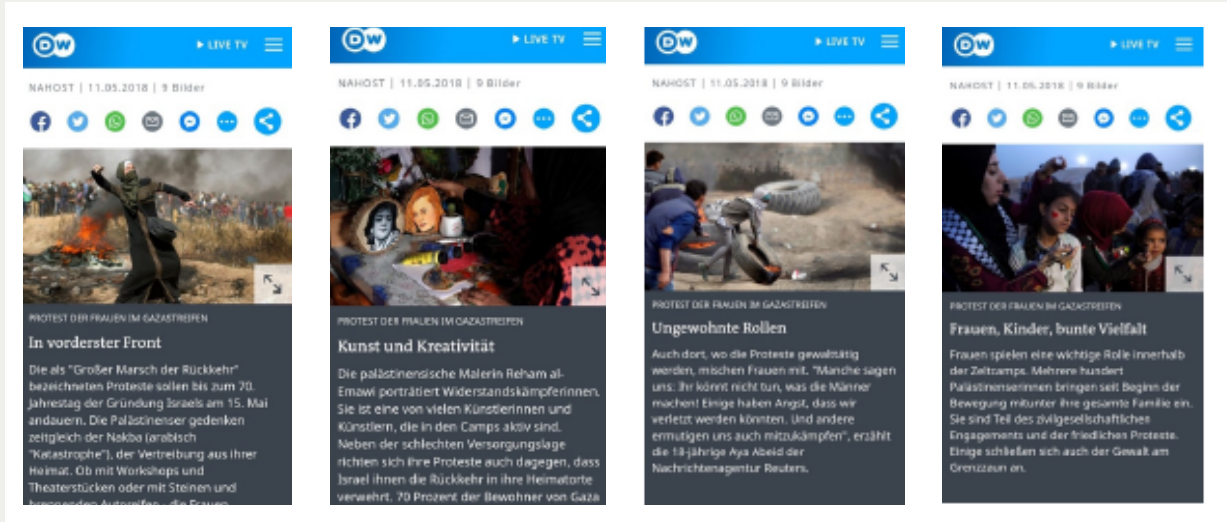 DW
LIVE TV
NAHOST | 11.05.2018 | 9 Bilder
PROTEST DER FRAUEN IM GAZASTREIFEN
In vorderster Front
Die als "Großer Marsch der Rückkehr"
bezeichneten Proteste sollen bis zum 70.
Jahrestag der Gründung Israels am 15. Mai
andauern. Die Palästinenser gedenken
zeitgleich der Nakba (arabisch
"Katastrophe"), der Vertreibung aus ihrer
Heimat. Ob mit Workshops und
Theaterstücken oder mit Steinen und
brennenden Autoreifen - die Frauen
DW
LIVE TV
NAHOST | 11.05.2018 | 9 Bilder
PROTEST DER FRAUEN IM GAZASTREIFEN
Kunst und Kreativität
Die palästinensische Malerin Reham al-
Emawi porträtiert Widerstandskämpferinnen.
Sie ist eine von vielen Künstlerinnen und
Künstlern, die in den Camps aktiv sind.
Neben der schlechten Versorgungslage
richten sich ihre Proteste auch dagegen, dass
Israel ihnen die Rückkehr in ihre Heimatorte
verwehrt. 70 Prozent der Bewohner von Gaza
DW
LIVE TV
NAHOST | 11.05.2018 | 9 Bilder
PROTEST DER FRAUEN IM GAZASTREIFEN
Ungewohnte Rollen
Auch dort, wo die Proteste gewalttätig
werden, mischen Frauen mit. "Manche sagen
uns: Ihr könnt nicht tun, was die Männer
machen! Einige haben Angst, dass wir
verletzt werden könnten. Und andere
ermutigen uns auch mitzukämpfen", erzählt
die 18-jährige Aya Abeid der
Nachrichtenagentur Reuters.
DW
LIVE TV
NAHOST | 11.05.2018 | 9 Bilder
PROTEST DER FRAUEN IM GAZASTREIFEN
Frauen, Kinder, bunte Vielfalt
Frauen spielen eine wichtige Rolle innerhalb
der Zeltcamps. Mehrere hundert
Palästinenserinnen bringen seit Beginn der
Bewegung mitunter ihre gesamte Familie ein.
Sie sind Teil des zivilgesellschaftlichen
Engagements und der friedlichen Proteste.
Einige schließen sich auch der Gewalt am
Grenzzaun an.